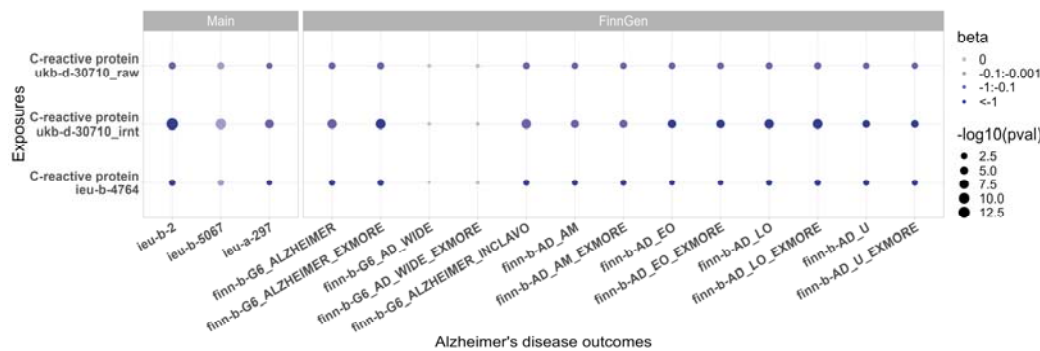 Main
FinnGen
Exposures
C-reactive protein
ukb-d-30710_raw
C-reactive protein
ukb-d-30710_irnt
C-reactive protein
ieu-b-4764
ieu-b-2
ieu-b-5067
ieu-a-297
finn-b-G6_ALZHEIMER
finn-b-G6_ALZHEIMER_EXMORE
finn-b-G6_AD_WIDE
finn-b-G6_AD_WIDE_EXMORE
finn-b-G6_ALZHEIMER_INCLAVO
finn-b-AD_AM
finn-b-AD_AM_EXMORE
finn-b-AD_EO
finn-b-AD_EO_EXMORE
finn-b-AD_LO
finn-b-AD_LO_EXMORE
finn-b-AD_U
finn-b-AD_U_EXMORE
Alzheimer's disease outcomes
beta
0
-0.1:-0.001
-1:-0.1
<-1
-log10(pval)
2.5
5.0
7.5
10.0
12.5